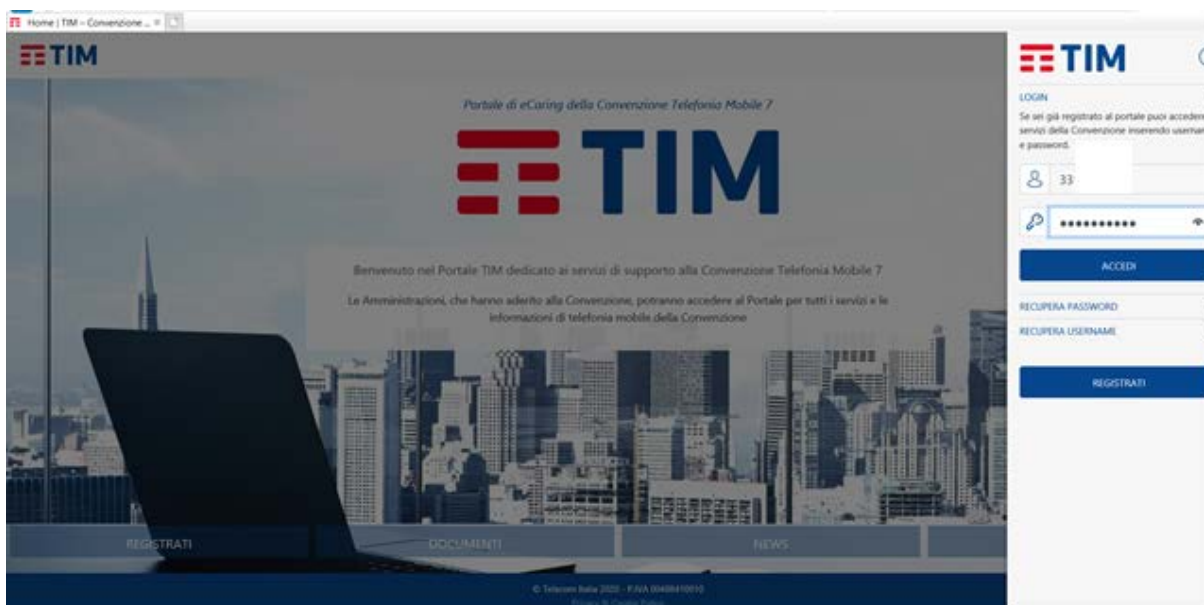 Home | TIM – Convenzione ...
TIM
Portale di eCaring della Convenzione Telefonia Mobile 7
TIM
Benvenuto nel Portale TIM dedicato ai servizi di supporto alla Convenzione Telefonia Mobile 7
Le Amministrazioni, che hanno aderito alla Convenzione, potranno accedere al Portale per tutti i servizi e le
informazioni di telefonia mobile della Convenzione
REGISTRATI
DOCUMENTI
NEWS
© Telecom Italia 2020 - P.IVA 00488410010
Privacy & Cookie Policy
TIM
LOGIN
Se sei già registrato al portale puoi accedere
servizi della Convenzione inserendo usernam
e password.
33
ACCEDI
RECUPERA PASSWORD
RECUPERA USERNAME
REGISTRATI